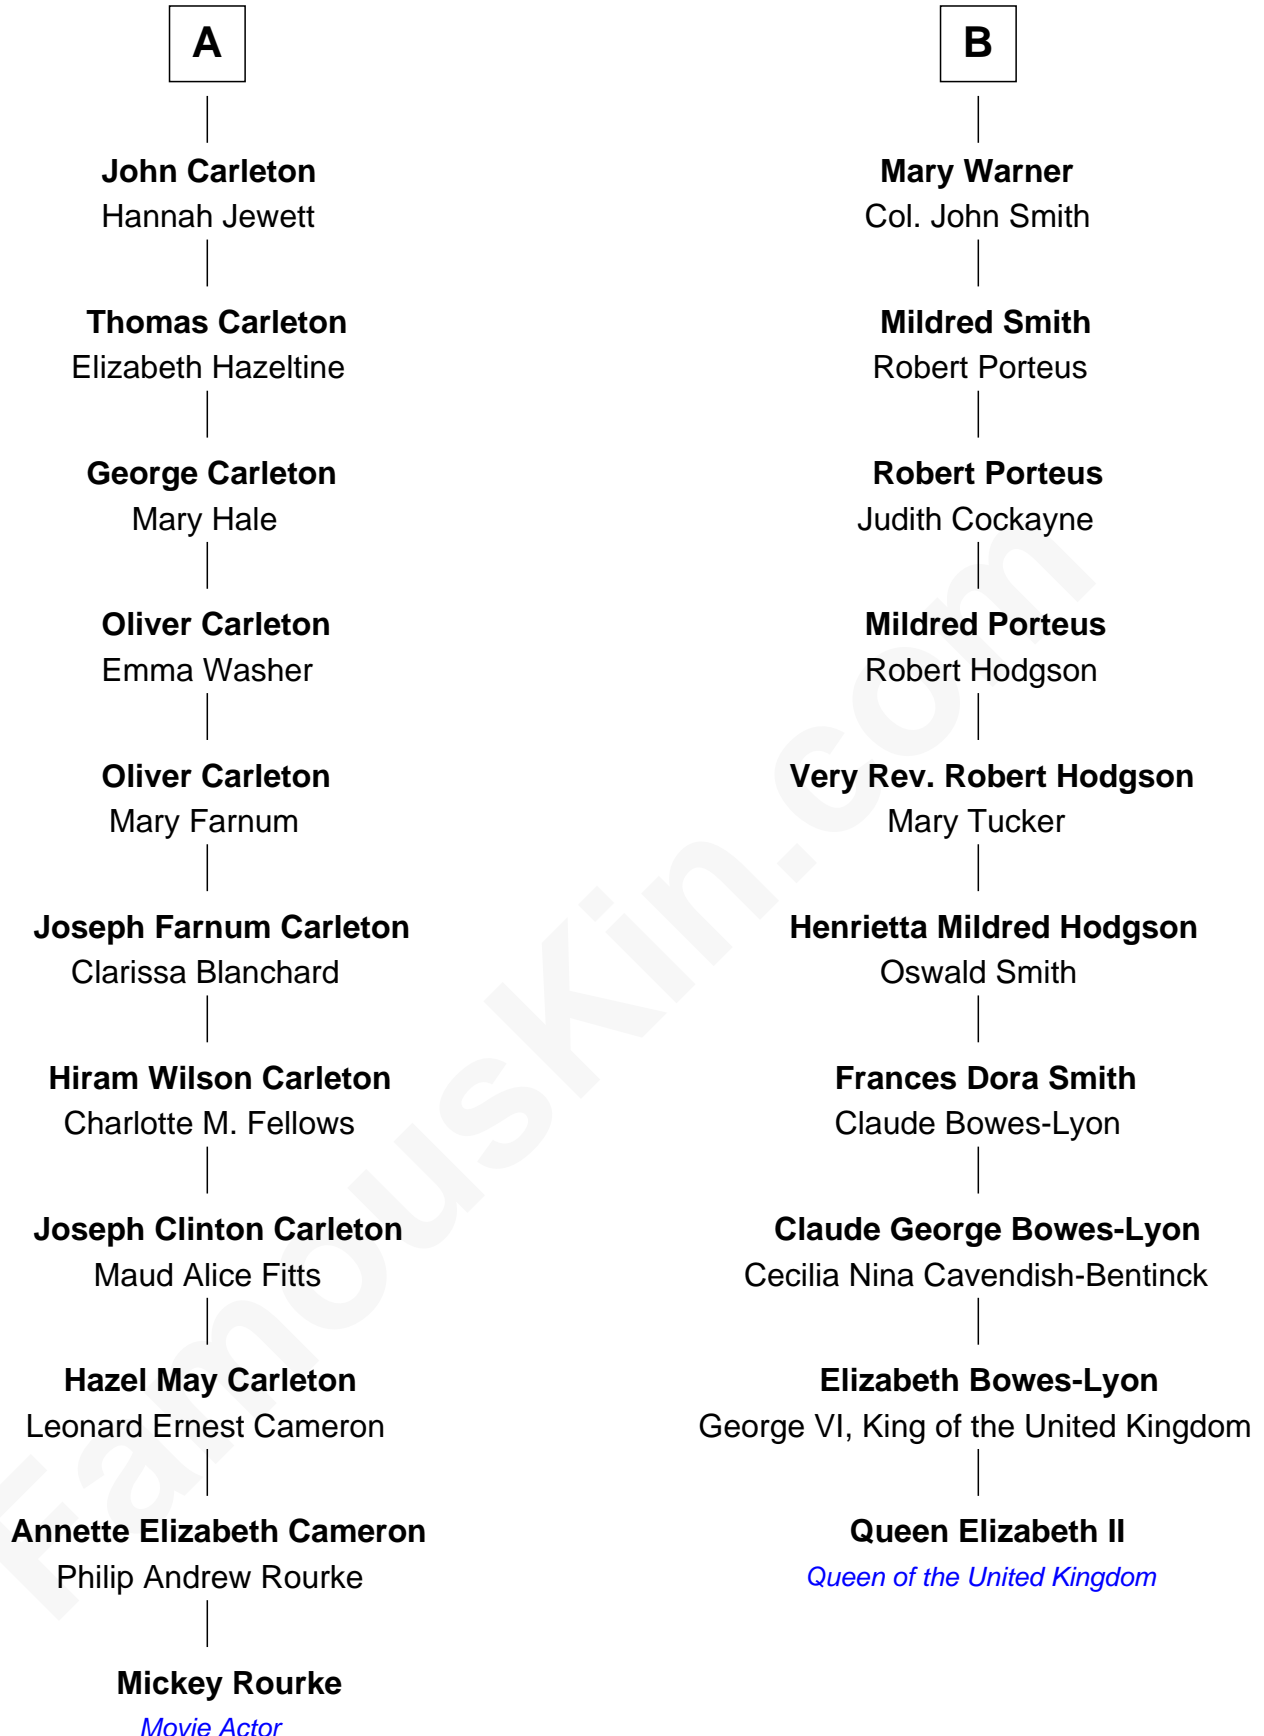 A
John Carleton
Hannah Jewett
Thomas Carleton
Elizabeth Hazeltine
George Carleton
Mary Hale
Oliver Carleton
Emma Washer
Oliver Carleton
Mary Farnum
Joseph Farnum Carleton
Clarissa Blanchard
Hiram Wilson Carleton
Charlotte M. Fellows
Joseph Clinton Carleton
Maud Alice Fitts
Hazel May Carleton
Leonard Ernest Cameron
Annette Elizabeth Cameron
Philip Andrew Rourke
Mickey Rourke
Movie Actor
B
Mary Warner
Col. John Smith
Mildred Smith
Robert Porteus
Robert Porteus
Judith Cockayne
Mildred Porteus
Robert Hodgson
Very Rev. Robert Hodgson
Mary Tucker
Henrietta Mildred Hodgson
Oswald Smith
Frances Dora Smith
Claude Bowes-Lyon
Claude George Bowes-Lyon
Cecilia Nina Cavendish-Bentinck
Elizabeth Bowes-Lyon
George VI, King of the United Kingdom
Queen Elizabeth II
Queen of the United Kingdom
FamousKin.com